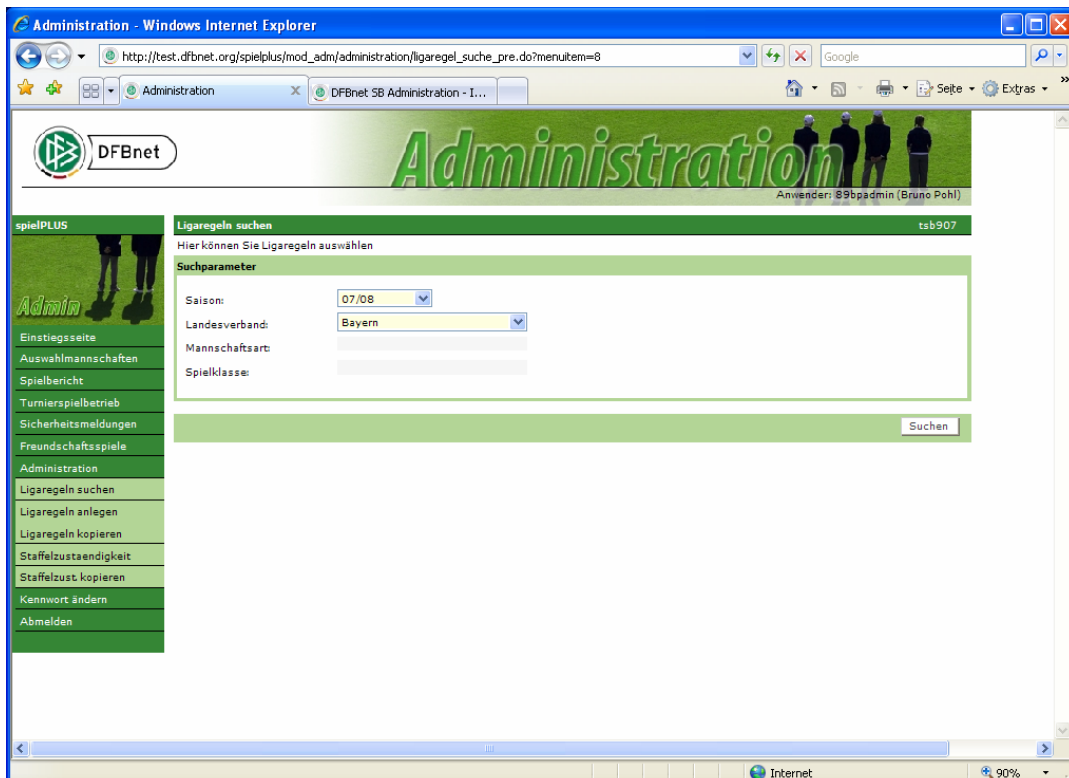 Administration - Windows Internet Explorer
http://test.dfbnet.org/spielplus/mod_adm/administration/ligaregel_suche_pre.do?menuitem=8
Google
Administration
DFBnet SB Administration - I...
Seite
Extras
»
DFBnet
Administration
Anwender: 89bpadmin (Bruno Pohl)
spielPLUS
Admin
Einstiegsseite
Auswahlmannschaften
Spielbericht
Turnierspielbetrieb
Sicherheitsmeldungen
Freundschaftsspiele
Administration
Ligaregeln suchen
Ligaregeln anlegen
Ligaregeln kopieren
Staffelzustaendigkeit
Staffelzust. kopieren
Kennwort ändern
Abmelden
Ligaregeln suchen
tsb907
Hier können Sie Ligaregeln auswählen
Suchparameter
Saison:
07/08
Landesverband:
Bayern
Mannschaftsart:
Spielklasse:
Suchen
Internet
90%